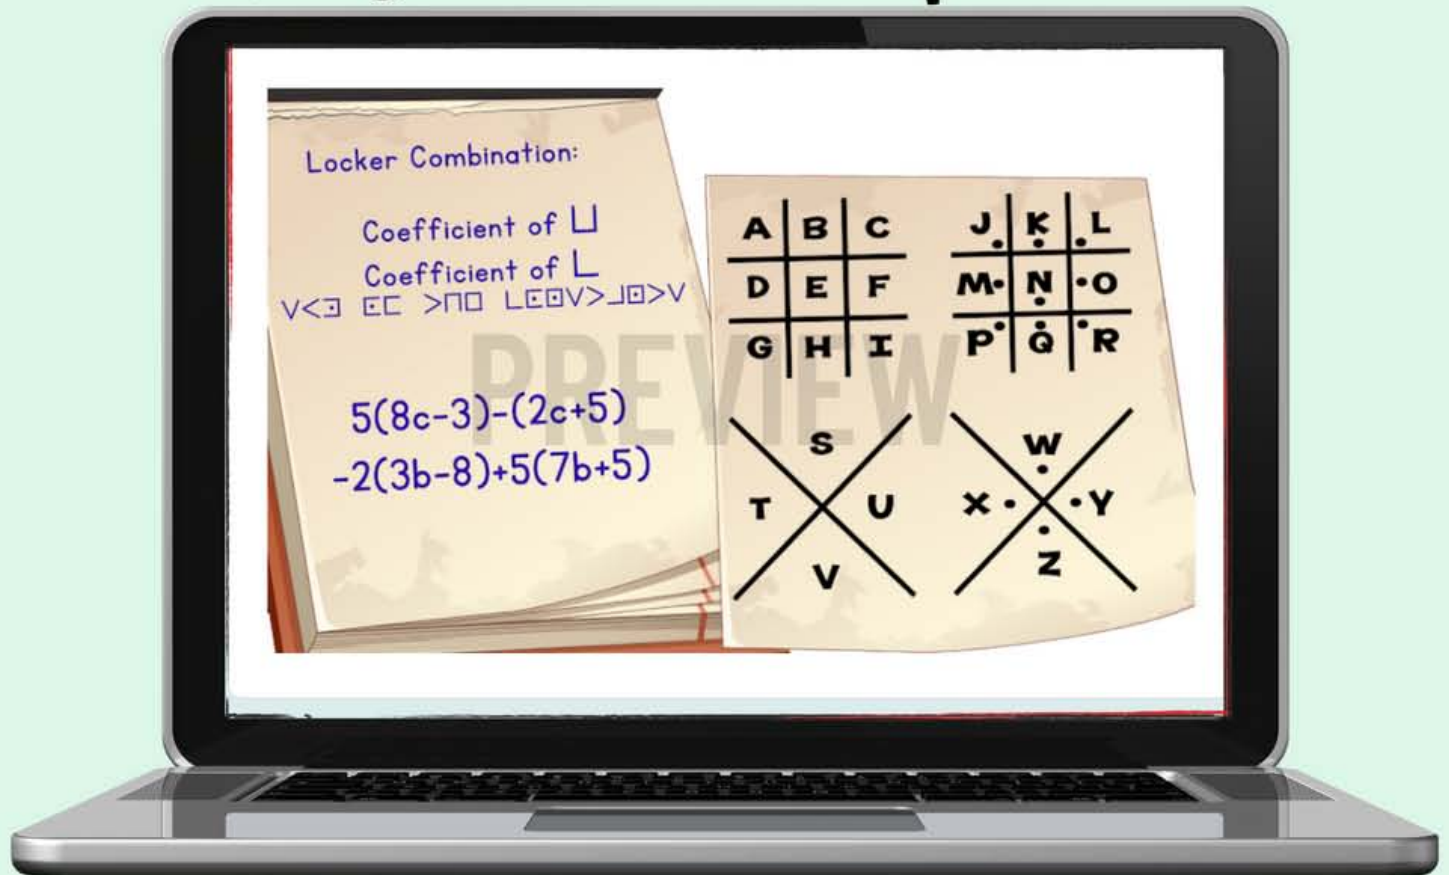 Locker Combination:
Coefficient of ⊔
Coefficient of L
V<⋣ ⊡⊏ >⊓□ L⊡⊡V>⅃⊡>V
5(8c-3)-(2c+5)
-2(3b-8)+5(7b+5)
A B C
D E F
G H I
J K L
M N O
P Q R
S
T U
V
W
X Y
Z
PREVIEW